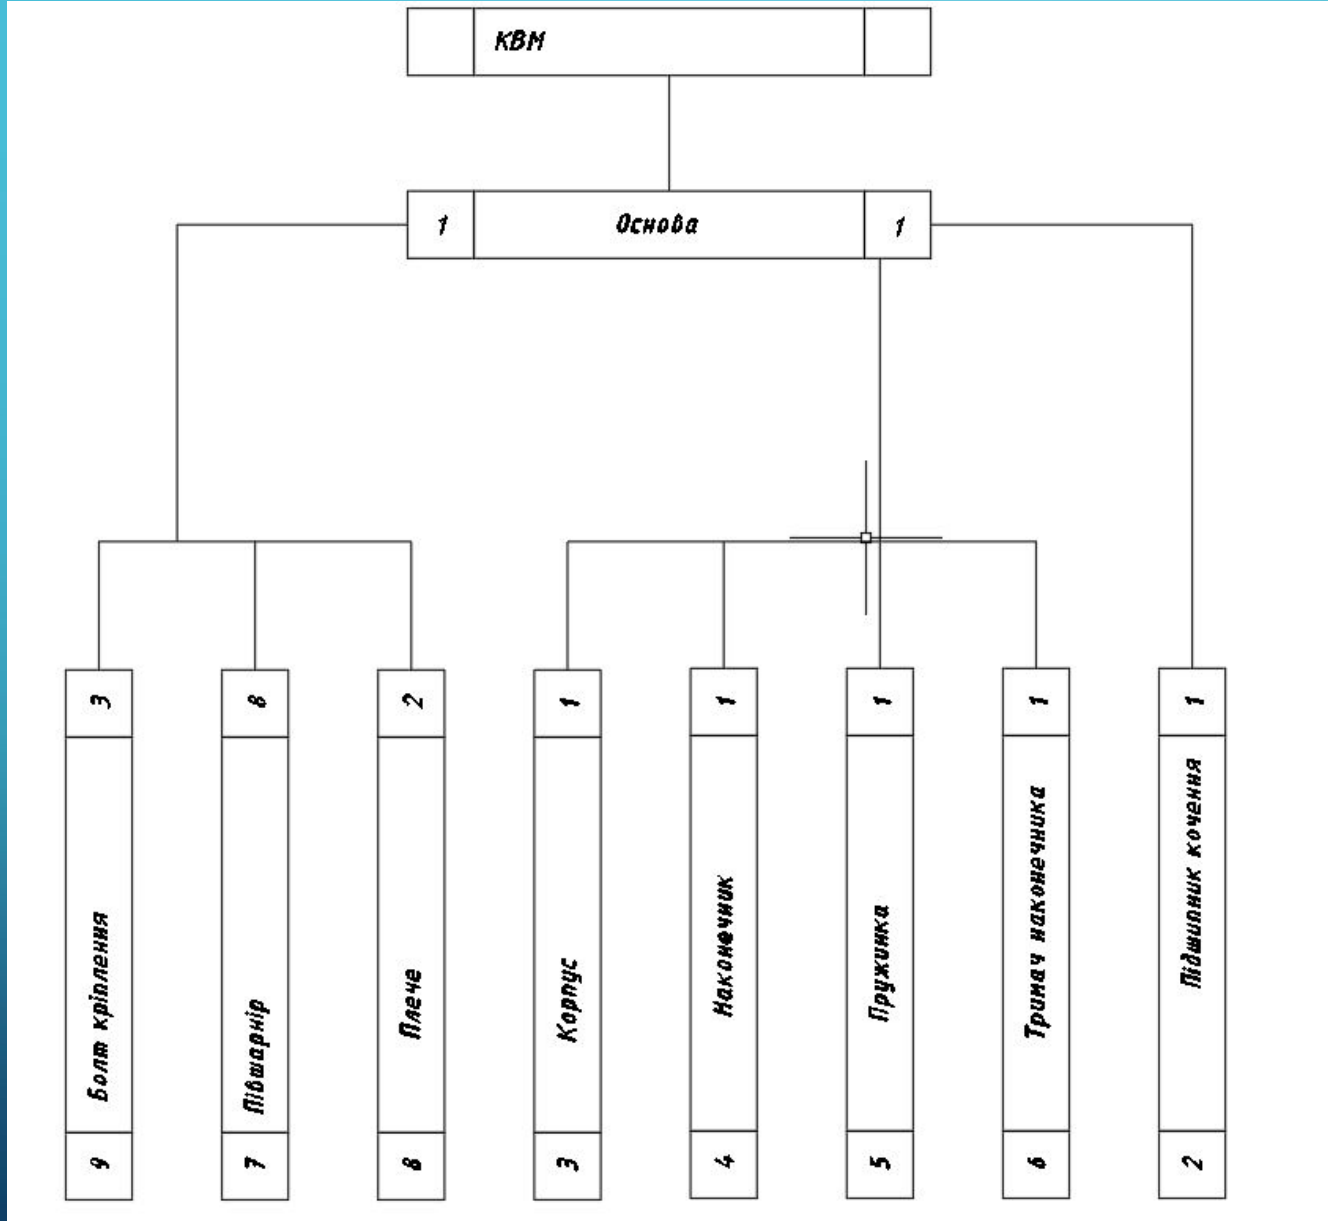 КВМ
1 Основа 1
3 8 2 1 1 1 1 1
Болт кріплення
Півшарнір
Плече
Корпус
Наконечник
Пружинка
Тримач наконечника
Підшипник кочення
9 7 8 3 4 5 6 2